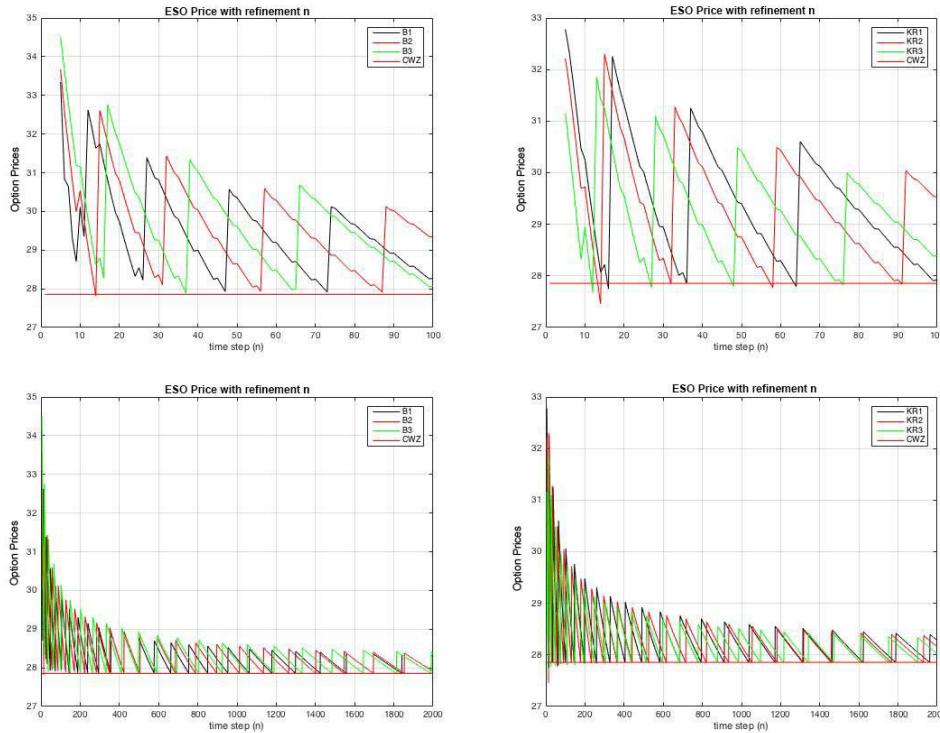 ESO Price with refinement n
35
34
33
32
31
30
29
28
27
Option Prices
B1
B2
B3
CWZ
0 10 20 30 40 50 60 70 80 90 100
time step (n)
ESO Price with refinement n
33
32
31
30
29
28
27
Option Prices
KR1
KR2
KR3
CWZ
0 10 20 30 40 50 60 70 80 90 100
time step (n)
ESO Price with refinement n
35
34
33
32
31
30
29
28
27
Option Prices
B1
B2
B3
CWZ
0 200 400 600 800 1000 1200 1400 1600 1800 2000
time step (n)
ESO Price with refinement n
33
32
31
30
29
28
27
Option Prices
KR1
KR2
KR3
CWZ
0 200 400 600 800 1000 1200 1400 1600 1800 2000
time step (n)